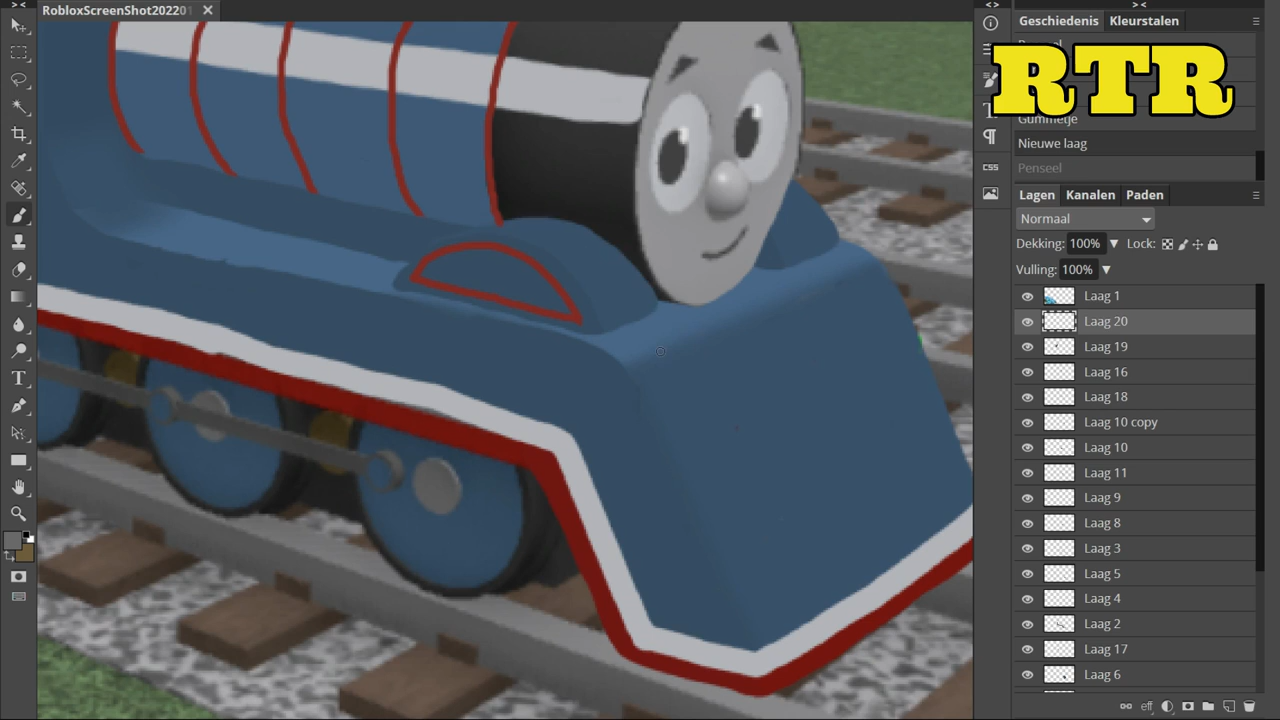 RobloxScreenShot202201
Geschiedenis
Kleurstalen
RTR
Gummetje
Nieuwe laag
Penseel
css
Lagen
Kanalen
Paden
Normaal
Dekking: 100%
Lock:
Vulling: 100%
Laag 1
Laag 20
Laag 19
Laag 16
Laag 18
Laag 10 copy
Laag 10
Laag 11
Laag 9
Laag 8
Laag 3
Laag 5
Laag 4
Laag 2
Laag 17
Laag 6
eff